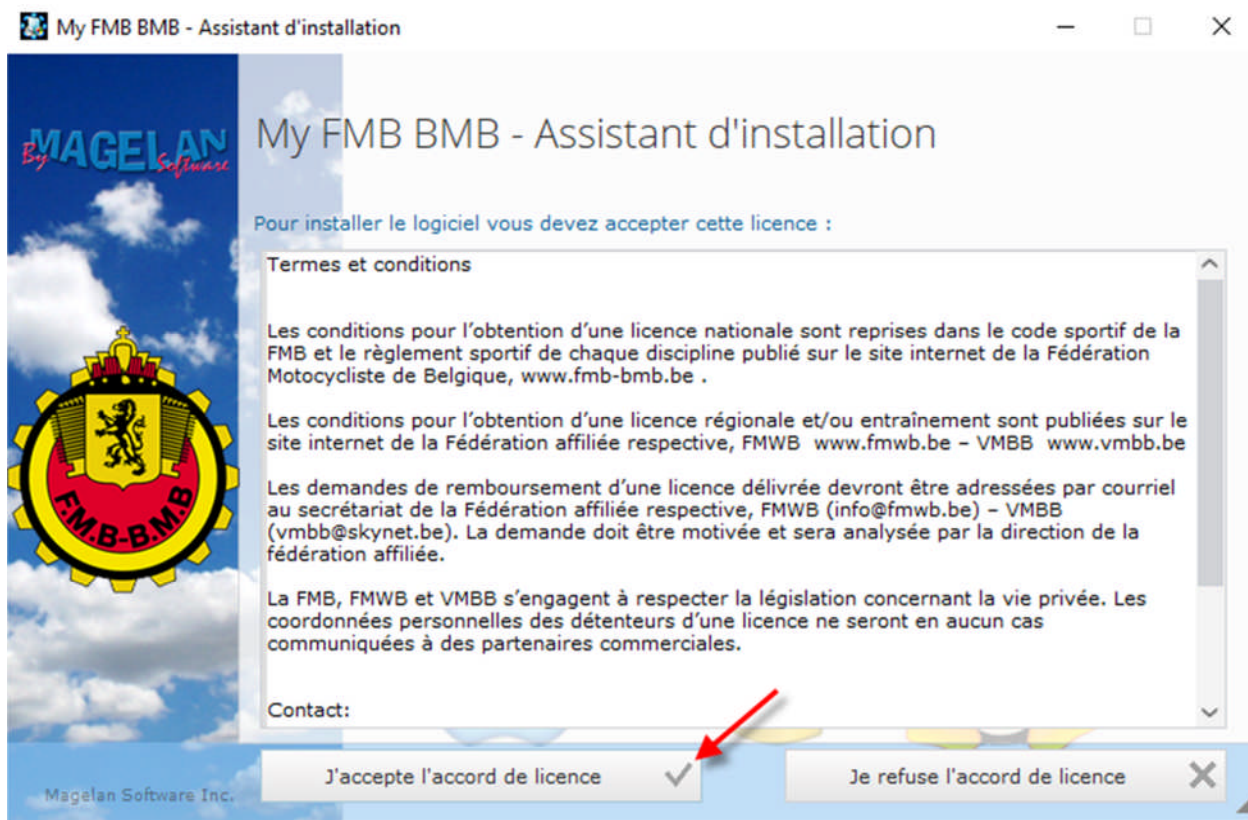 My FMB BMB - Assistant d'installation
By MAGELAN
Software
My FMB BMB - Assistant d'installation
Pour installer le logiciel vous devez accepter cette licence :
Termes et conditions
Les conditions pour l’obtention d’une licence nationale sont reprises dans le code sportif de la
FMB et le règlement sportif de chaque discipline publié sur le site internet de la Fédération
Motocycliste de Belgique, www.fmb-bmb.be .
Les conditions pour l’obtention d’une licence régionale et/ou entraînement sont publiées sur le
site internet de la Fédération affiliée respective, FMWB  www.fmwb.be – VMBB  www.vmbb.be
Les demandes de remboursement d’une licence délivrée devront être adressées par courriel
au secrétariat de la Fédération affiliée respective, FMWB (info@fmwb.be) – VMBB
(vmbb@skynet.be). La demande doit être motivée et sera analysée par la direction de la
fédération affiliée.
La FMB, FMWB et VMBB s’engagent à respecter la législation concernant la vie privée. Les
coordonnées personnelles des détenteurs d’une licence ne seront en aucun cas
communiquées à des partenaires commerciales.
Contact:
F.M.B-B.M.B
J'accepte l'accord de licence
Je refuse l'accord de licence
Magelan Software Inc.